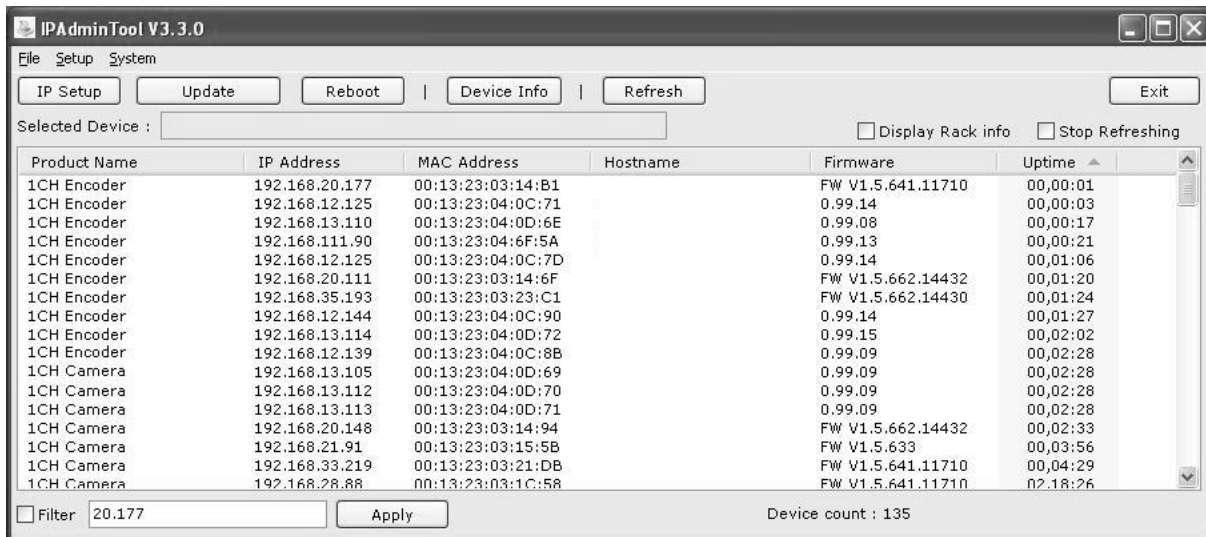 IPAdminTool V3.3.0
File Setup System
IP Setup Update Reboot | Device Info | Refresh Exit
Selected Device : Display Rack info Stop Refreshing
Product Name IP Address MAC Address Hostname Firmware Uptime
1CH Encoder 192.168.20.177 00:13:23:03:14:B1 FW V1.5.641.11710 00,00:01
1CH Encoder 192.168.12.125 00:13:23:04:0C:71 0.99.14 00,00:03
1CH Encoder 192.168.13.110 00:13:23:04:0D:6E 0.99.08 00,00:17
1CH Encoder 192.168.111.90 00:13:23:04:6F:5A 0.99.13 00,00:21
1CH Encoder 192.168.12.125 00:13:23:04:0C:7D 0.99.14 00,01:06
1CH Encoder 192.168.20.111 00:13:23:03:14:6F FW V1.5.662.14432 00,01:20
1CH Encoder 192.168.35.193 00:13:23:03:23:C1 FW V1.5.662.14430 00,01:24
1CH Encoder 192.168.12.144 00:13:23:04:0C:90 0.99.14 00,01:27
1CH Encoder 192.168.13.114 00:13:23:04:0D:72 0.99.15 00,02:02
1CH Encoder 192.168.12.139 00:13:23:04:0C:8B 0.99.09 00,02:28
1CH Camera 192.168.13.105 00:13:23:04:0D:69 0.99.09 00,02:28
1CH Camera 192.168.13.112 00:13:23:04:0D:70 0.99.09 00,02:28
1CH Camera 192.168.13.113 00:13:23:04:0D:71 0.99.09 00,02:28
1CH Camera 192.168.20.148 00:13:23:03:14:94 FW V1.5.662.14432 00,02:33
1CH Camera 192.168.21.91 00:13:23:03:15:5B FW V1.5.633 00,03:56
1CH Camera 192.168.33.219 00:13:23:03:21:DB FW V1.5.641.11710 00,04:29
1CH Camera 192.168.28.88 00:13:23:03:1C:58 FW V1.5.641.11710 02,18:26
Filter 20.177 Apply Device count : 135